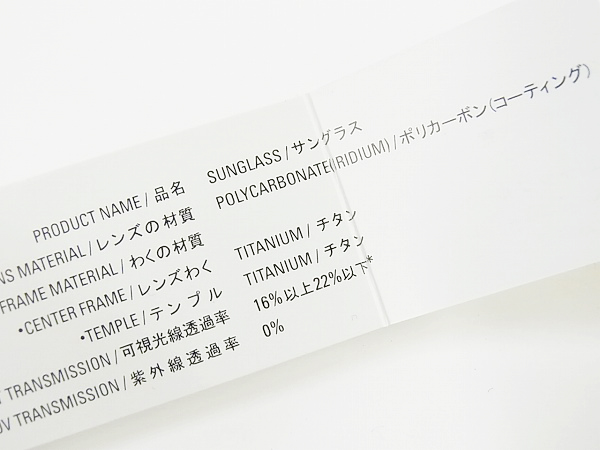 PRODUCT NAME / 品名 SUNGLASS / サングラス
NS MATERIAL / レンズの材質 POLYCARBONATE(IRIDIUM) / ポリカーボン(コーティング)
FRAME MATERIAL / わくの材質
•CENTER FRAME / レンズわく TITANIUM / チタン
•TEMPLE / テンプル TITANIUM / チタン
T TRANSMISSION / 可視光線透過率 16%以上22%以下*
UV TRANSMISSION / 紫外線透過率 0%